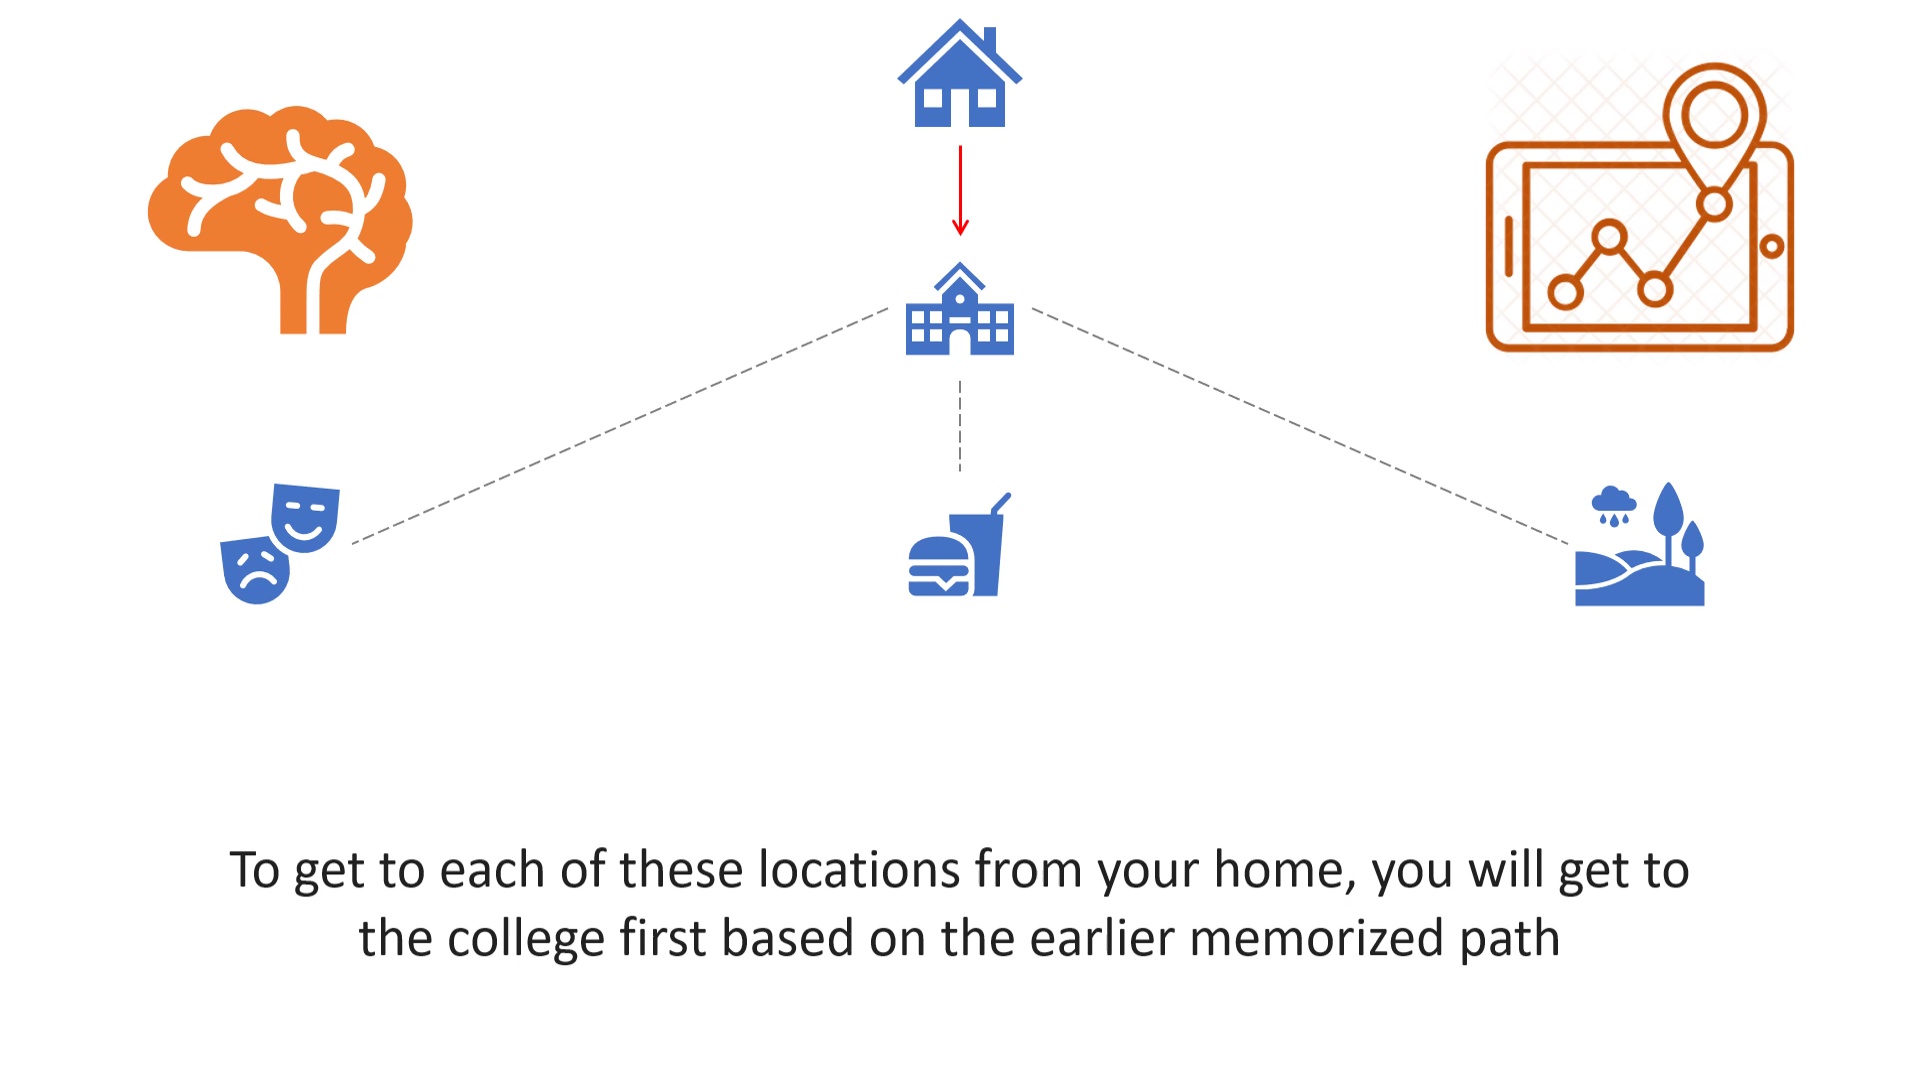 To get to each of these locations from your home, you will get to
the college first based on the earlier memorized path